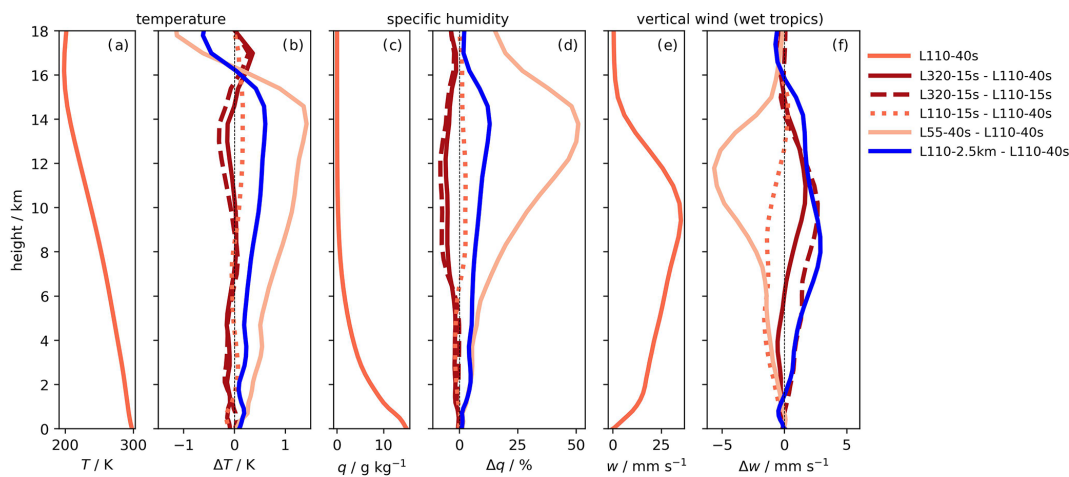 temperature specific humidity vertical wind (wet tropics)
(a) (b) (c) (d) (e) (f)
height / km
18
16
14
12
10
8
6
4
2
0
200 300
−1 0 1
0 10
0 25 50
0 25
−5 0 5
T / K
ΔT / K
q / g kg⁻¹
Δq / %
w / mm s⁻¹
Δw / mm s⁻¹
L110-40s
L320-15s - L110-40s
L320-15s - L110-15s
L110-15s - L110-40s
L55-40s - L110-40s
L110-2.5km - L110-40s